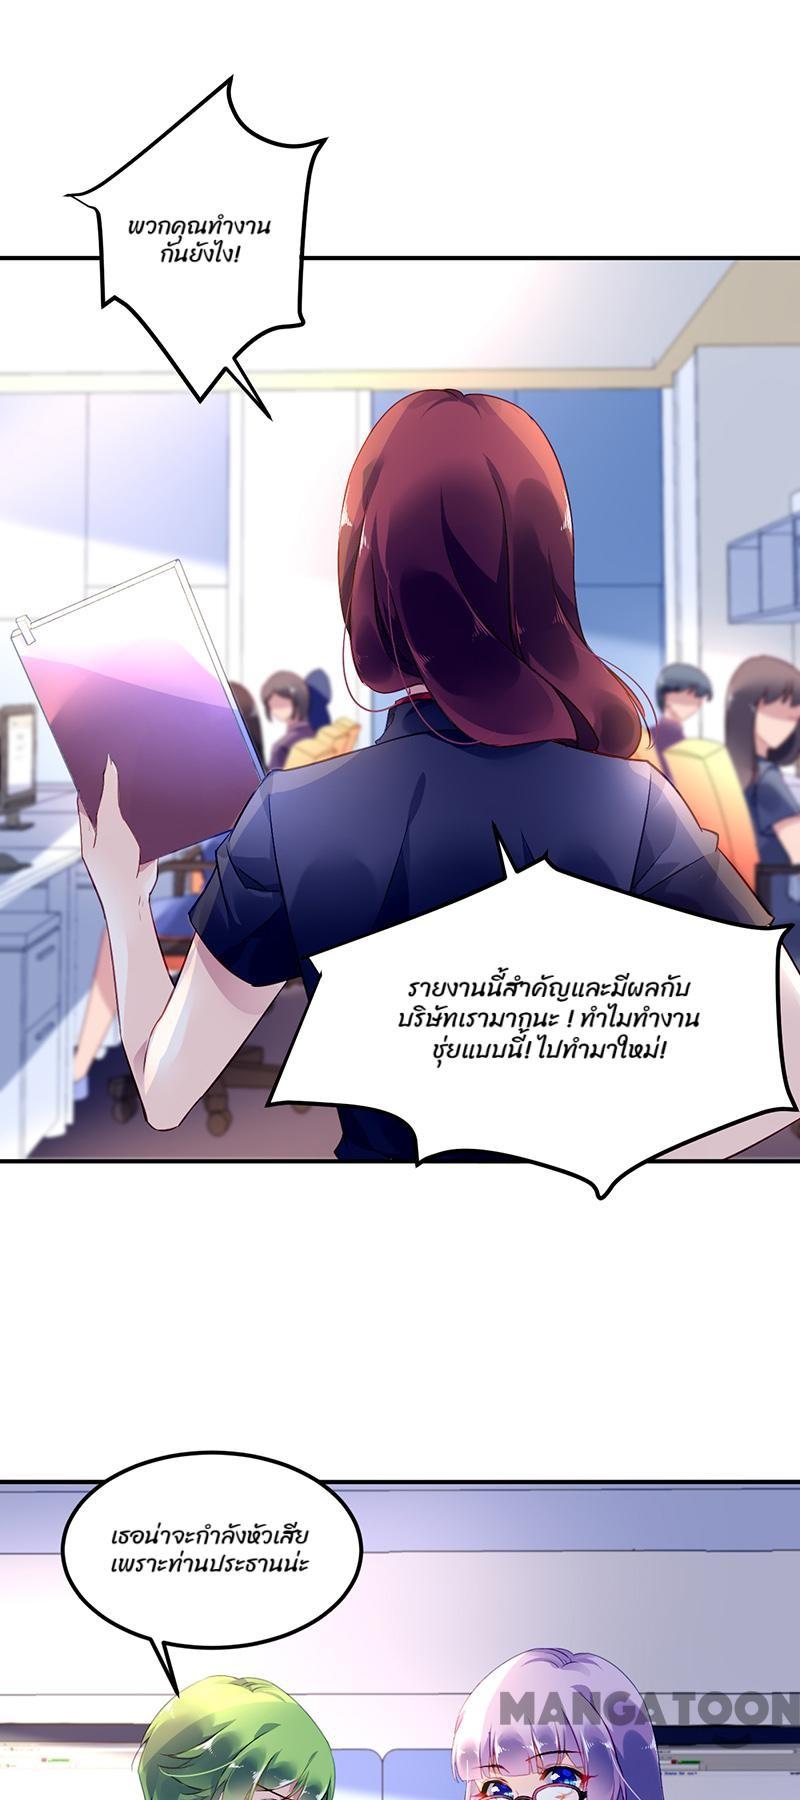 พวกคุณทำงาน
กันยังไง!
รายงานนี้สำคัญและมีผลกับ
บริษัทเรามากนะ ! ทำไมทำงาน
ชุ่ยแบบนี้! ไปทำมาใหม่!
เธอน่าจะกำลังหัวเสีย
เพราะท่านประธานน่ะ
MANGATOON